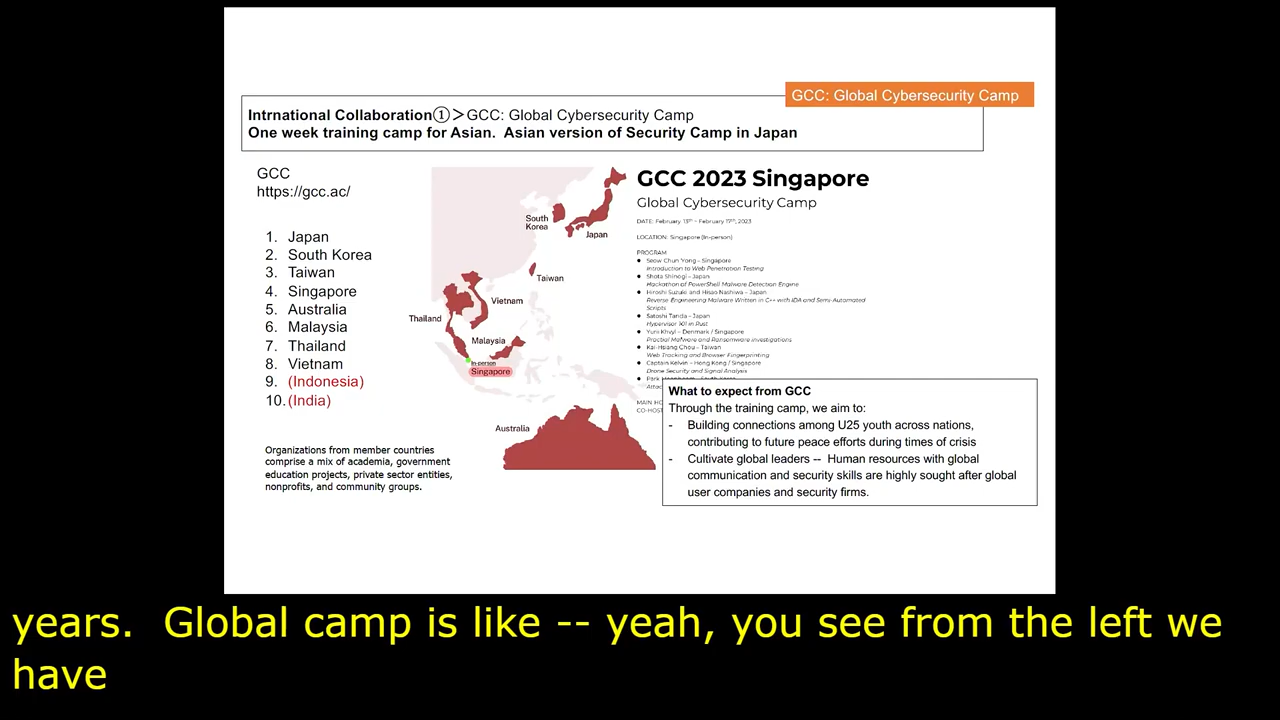 GCC: Global Cybersecurity Camp
Intrnational Collaboration①>GCC: Global Cybersecurity Camp
One week training camp for Asian. Asian version of Security Camp in Japan
GCC
https://gcc.ac/
1. Japan
2. South Korea
3. Taiwan
4. Singapore
5. Australia
6. Malaysia
7. Thailand
8. Vietnam
9. (Indonesia)
10. (India)
Organizations from member countries
comprise a mix of academia, government
education projects, private sector entities,
nonprofits, and community groups.
South
Korea
Japan
Taiwan
Vietnam
Thailand
Malaysia
In-person
Singapore
Australia
GCC 2023 Singapore
Global Cybersecurity Camp
DATE: February 13th - February 17th, 2023
LOCATION: Singapore (In-person)
PROGRAM
● Seow Chun Yong – Singapore
Introduction to Web Penetration Testing
● Shota Shinogi – Japan
Hackathon of PowerShell Malware Detection Engine
● Hiroshi Suzuki and Hisao Nashiwa – Japan
Reverse Engineering Malware Written in C++ with IDA and Semi-Automated
Scripts
● Satoshi Tanda – Japan
Hypervisor 101 in Rust
● Yurii Khvyl – Denmark / Singapore
Practial Malware and Ransomware investigations
● Kai-Hsiang Chou – Taiwan
Web Tracking and Browser Fingerprinting
● Captain Kelvin – Hong Kong / Singapore
Drone Security and Signal Analysis
● Park
MAIN HO
CO-HOST
What to expect from GCC
Through the training camp, we aim to:
- Building connections among U25 youth across nations,
contributing to future peace efforts during times of crisis
- Cultivate global leaders -- Human resources with global
communication and security skills are highly sought after global
user companies and security firms.
years. Global camp is like -- yeah, you see from the left we
have